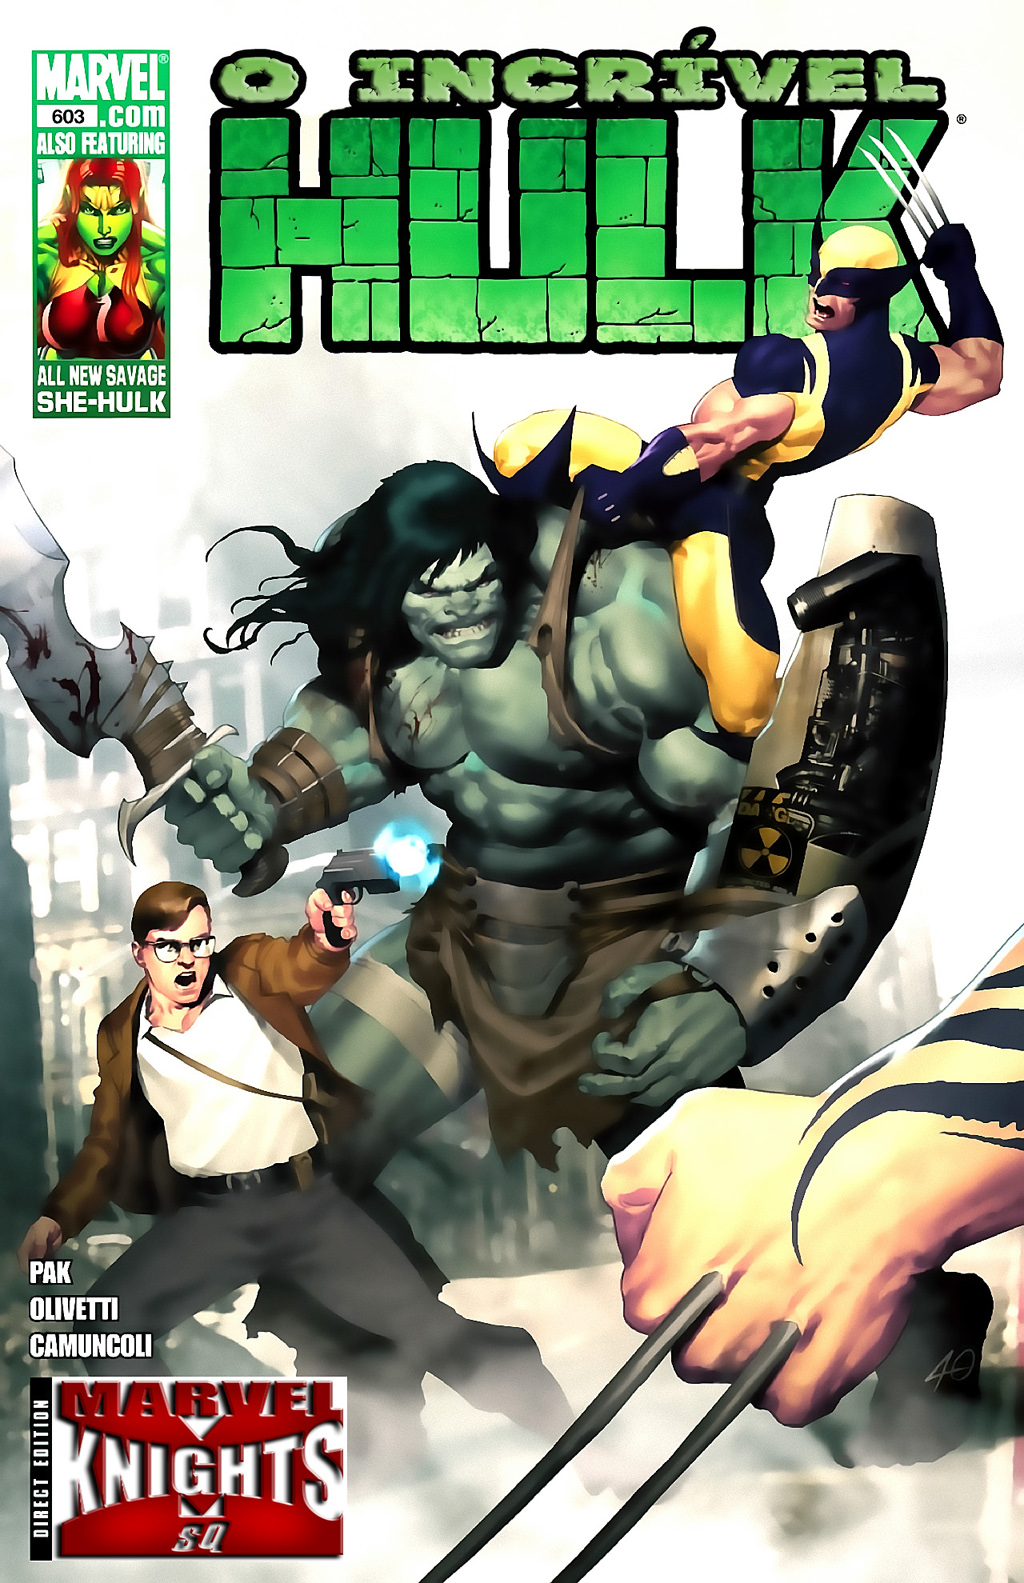 MARVEL®
603 .com
ALSO FEATURING
ALL NEW SAVAGE
SHE-HULK
O INCRÍVEL
HULK®
DANGER
PAK
OLIVETTI
CAMUNCOLI
40
DIRECT EDITION
MARVEL
KNIGHTS
SQ